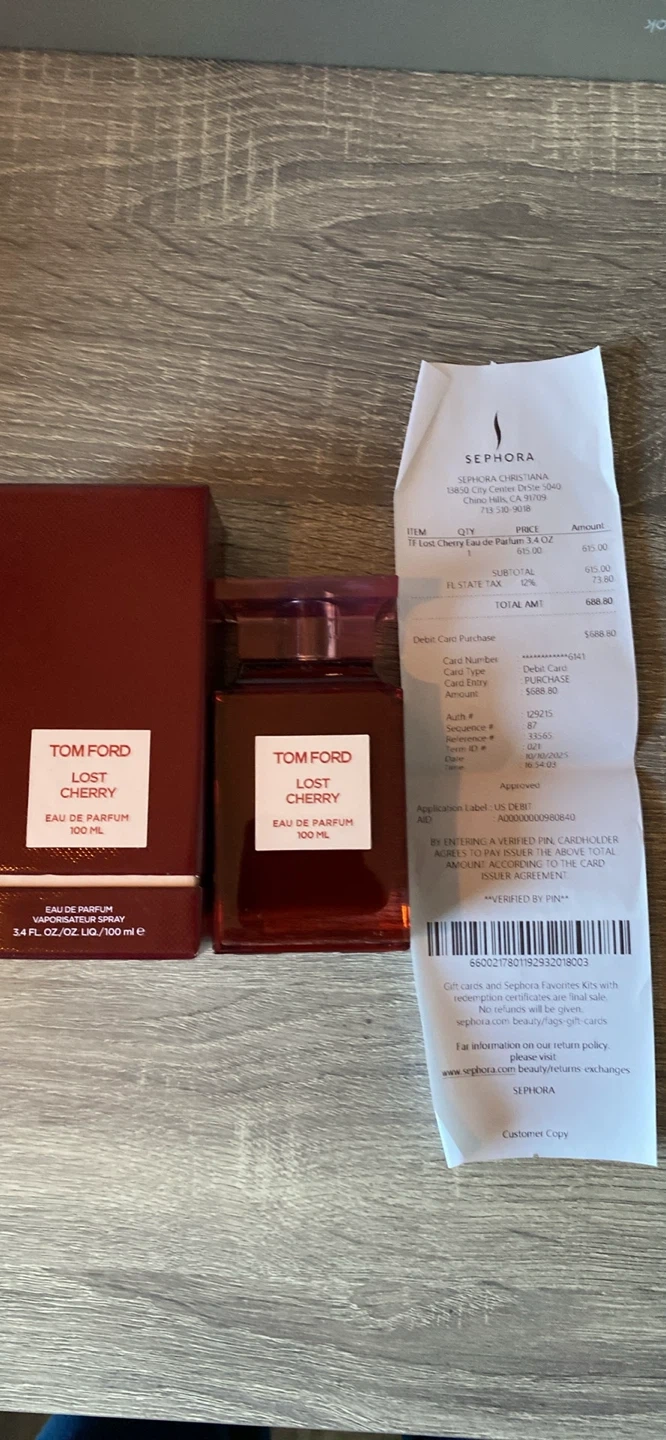 TOM FORD
LOST
CHERRY
EAU DE PARFUM
100 ML
EAU DE PARFUM
VAPORISATEUR SPRAY
3.4 FL. OZ./OZ. LIQ./100 ml ℮
TOM FORD
LOST
CHERRY
EAU DE PARFUM
100 ML
SEPHORA
SEPHORA CHRISTIANA
13850 City Center DrSte 5040
Chino Hills, CA 91709
713 510-9018
ITEM QTY PRICE Amount
TF Lost Cherry Eau de Parfum 3.4 OZ
1 615.00 615.00
SUBTOTAL 615.00
FL STATE TAX 12% 73.80
TOTAL AMT 688.80
Debit Card Purchase $688.80
Card Number : ************6141
Card Type : Debit Card
Card Entry : PURCHASE
Amount : $688.80
Auth # : 129215
Sequence # : 87
Reference # : 33565
Term ID # : 021
Date : 10/10/2025
Time : 16:54:03
Approved
Application Label : US DEBIT
AID : A00000000980840
BY ENTERING A VERIFIED PIN, CARDHOLDER
AGREES TO PAY ISSUER THE ABOVE TOTAL
AMOUNT ACCORDING TO THE CARD
ISSUER AGREEMENT
**VERIFIED BY PIN**
6600217801192932018003
Gift cards and Sephora Favorites Kits with
redemption certificates are final sale.
No refunds will be given.
sephora.com beauty/fags-gift-cards
Far information on our return policy.
please visit
www.sephora.com beauty/returns-exchanges
SEPHORA
Customer Copy